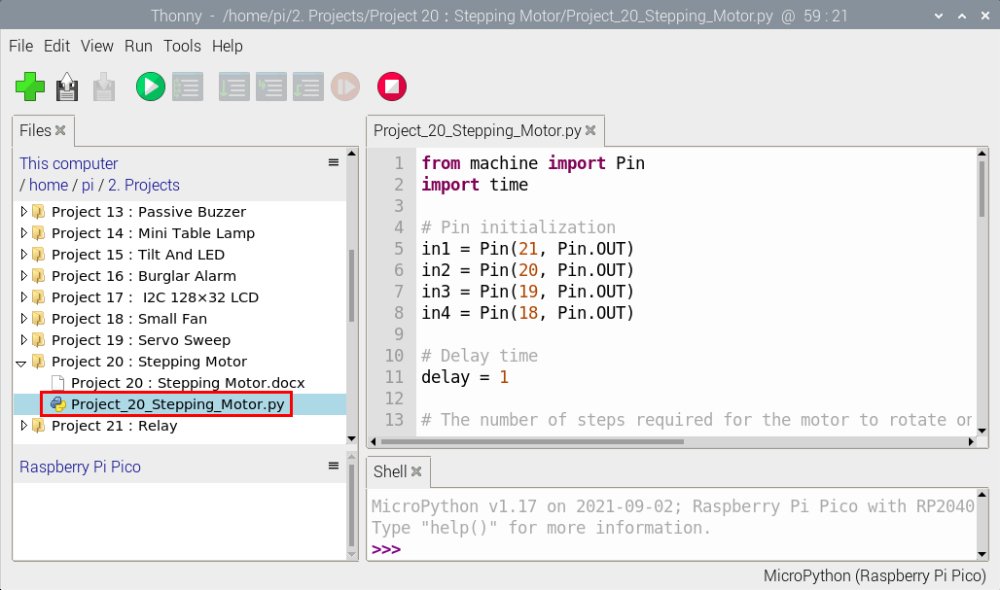 Thonny - /home/pi/2. Projects/Project 20 : Stepping Motor/Project_20_Stepping_Motor.py @ 59 : 21
File Edit View Run Tools Help
Files
This computer
/ home / pi / 2. Projects
Project 13 : Passive Buzzer
Project 14 : Mini Table Lamp
Project 15 : Tilt And LED
Project 16 : Burglar Alarm
Project 17 : I2C 128×32 LCD
Project 18 : Small Fan
Project 19 : Servo Sweep
Project 20 : Stepping Motor
Project 20 : Stepping Motor.docx
Project_20_Stepping_Motor.py
Project 21 : Relay
Raspberry Pi Pico
Project_20_Stepping_Motor.py
1 from machine import Pin
2 import time
3
4 # Pin initialization
5 in1 = Pin(21, Pin.OUT)
6 in2 = Pin(20, Pin.OUT)
7 in3 = Pin(19, Pin.OUT)
8 in4 = Pin(18, Pin.OUT)
9
10 # Delay time
11 delay = 1
12
13 # The number of steps required for the motor to rotate on
Shell
MicroPython v1.17 on 2021-09-02; Raspberry Pi Pico with RP2040
Type "help()" for more information.
>>>
MicroPython (Raspberry Pi Pico)